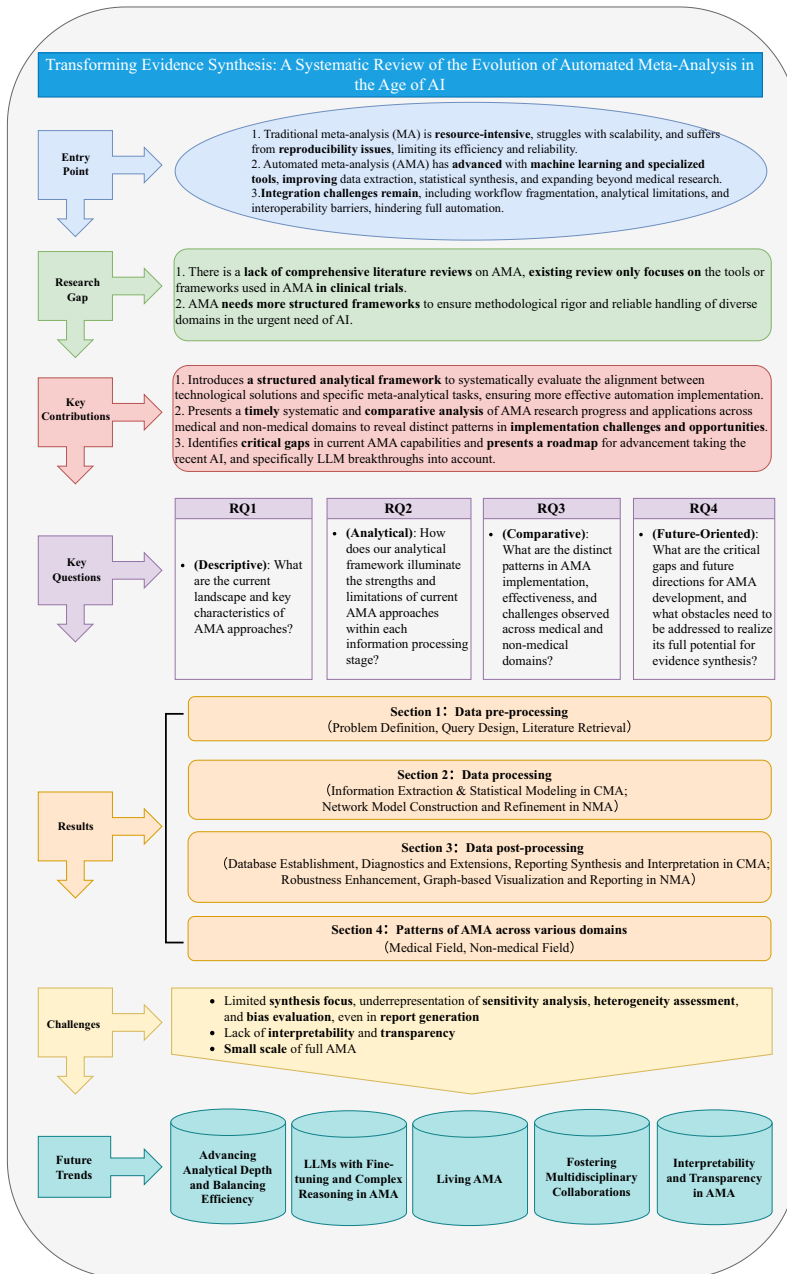 Transforming Evidence Synthesis: A Systematic Review of the Evolution of Automated Meta-Analysis in
the Age of AI
Entry
Point
1. Traditional meta-analysis (MA) is resource-intensive, struggles with scalability, and suffers
from reproducibility issues, limiting its efficiency and reliability.
2. Automated meta-analysis (AMA) has advanced with machine learning and specialized
tools, improving data extraction, statistical synthesis, and expanding beyond medical research.
3.Integration challenges remain, including workflow fragmentation, analytical limitations, and
interoperability barriers, hindering full automation.
Research
Gap
1. There is a lack of comprehensive literature reviews on AMA, existing review only focuses on the tools or
frameworks used in AMA in clinical trials.
2. AMA needs more structured frameworks to ensure methodological rigor and reliable handling of diverse
domains in the urgent need of AI.
Key
Contributions
1. Introduces a structured analytical framework to systematically evaluate the alignment between
technological solutions and specific meta-analytical tasks, ensuring more effective automation implementation.
2. Presents a timely systematic and comparative analysis of AMA research progress and applications across
medical and non-medical domains to reveal distinct patterns in implementation challenges and opportunities.
3. Identifies critical gaps in current AMA capabilities and presents a roadmap for advancement taking the
recent AI, and specifically LLM breakthroughs into account.
Key
Questions
RQ1
• (Descriptive): What
are the current
landscape and key
characteristics of
AMA approaches?
RQ2
• (Analytical): How
does our analytical
framework illuminate
the strengths and
limitations of current
AMA approaches
within each
information processing
stage?
RQ3
• (Comparative):
What are the distinct
patterns in AMA
implementation,
effectiveness, and
challenges observed
across medical and
non-medical
domains?
RQ4
• (Future-Oriented):
What are the critical
gaps and future
directions for AMA
development, and
what obstacles need to
be addressed to realize
its full potential for
evidence synthesis?
Results
Section 1：Data pre-processing
（Problem Definition, Query Design, Literature Retrieval）
Section 2：Data processing
（Information Extraction & Statistical Modeling in CMA;
Network Model Construction and Refinement in NMA）
Section 3：Data post-processing
（Database Establishment, Diagnostics and Extensions, Reporting Synthesis and Interpretation in CMA;
Robustness Enhancement, Graph-based Visualization and Reporting in NMA）
Section 4：Patterns of AMA across various domains
（Medical Field, Non-medical Field）
Challenges
• Limited synthesis focus, underrepresentation of sensitivity analysis, heterogeneity assessment,
and bias evaluation, even in report generation
• Lack of interpretability and transparency
• Small scale of full AMA
Future
Trends
Advancing
Analytical Depth
and Balancing
Efficiency
LLMs with Fine-
tuning and Complex
Reasoning in AMA
Living AMA
Fostering
Multidisciplinary
Collaborations
Interpretability
and Transparency
in AMA